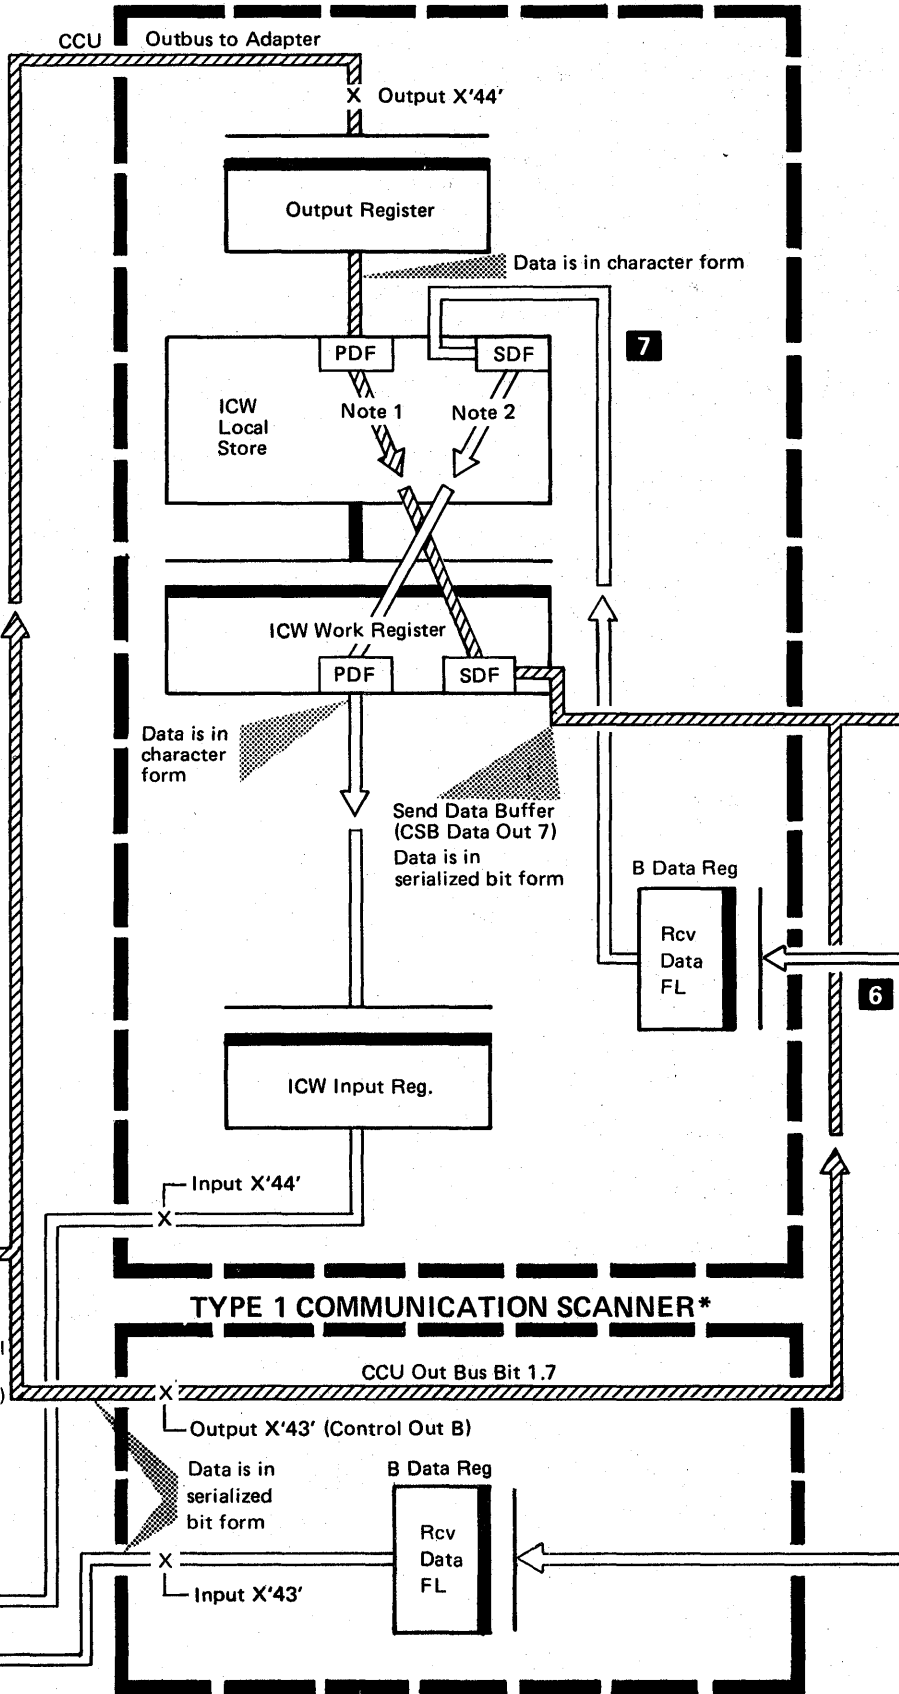 CCU Outbus to Adapter
X Output X'44'
Output Register
Data is in character form
7
PDF SDF
Note 1 Note 2
ICW
Local
Store
ICW Work Register
PDF SDF
Data is in
character
form
Send Data Buffer
(CSB Data Out 7)
Data is in
serialized bit form
B Data Reg
Rcv
Data
FL
6
ICW Input Reg.
Input X'44'
X
TYPE 1 COMMUNICATION SCANNER*
CCU Out Bus Bit 1.7
)
X
Output X'43' (Control Out B)
Data is in
serialized
bit form
B Data Reg
Rcv
Data
FL
X
Input X'43'